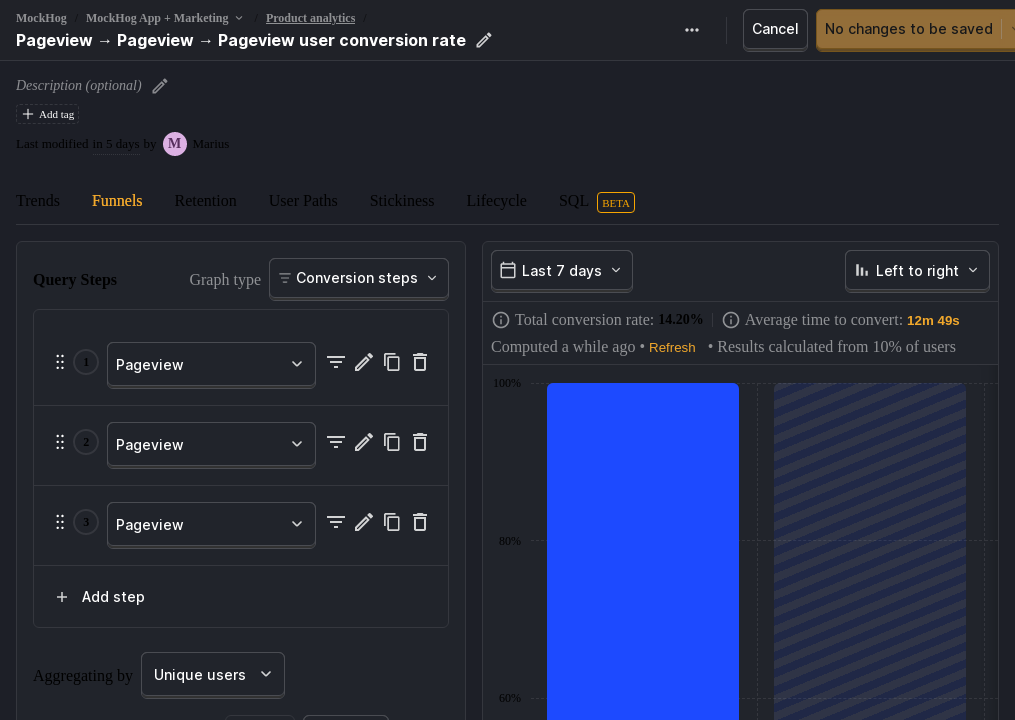 MockHog / MockHog App + Marketing / Product analytics /
Pageview → Pageview → Pageview user conversion rate
Cancel
No changes to be saved
Description (optional)
Add tag
Last modified in 5 days by M Marius
Trends Funnels Retention User Paths Stickiness Lifecycle SQL BETA
Query Steps
Graph type
Conversion steps
1 Pageview
2 Pageview
3 Pageview
Add step
Aggregating by Unique users
Last 7 days
Left to right
Total conversion rate: 14.20%
Average time to convert: 12m 49s
Computed a while ago • Refresh • Results calculated from 10% of users
100%
80%
60%